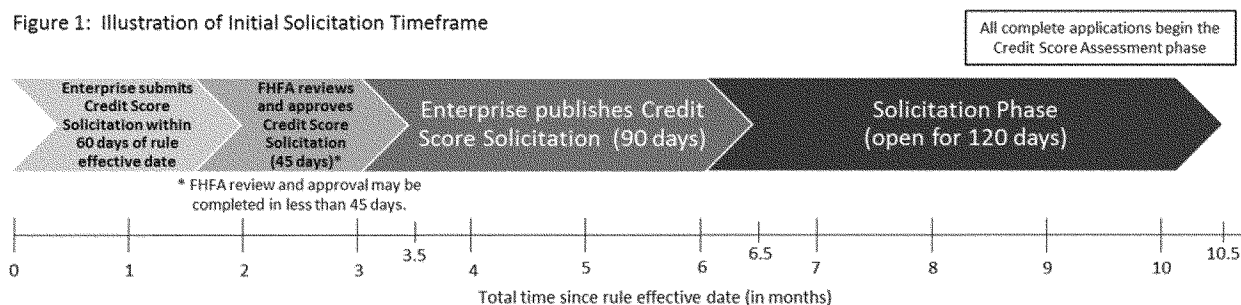 Figure 1: Illustration of Initial Solicitation Timeframe
All complete applications begin the
Credit Score Assessment phase
Enterprise submits
Credit Score
Solicitation within
60 days of rule
effective date
FHFA reviews
and approves
Credit Score
Solicitation
(45 days)*
Enterprise publishes Credit
Score Solicitation (90 days)
Solicitation Phase
(open for 120 days)
* FHFA review and approval may be
completed in less than 45 days.
0 1 2 3 3.5 4 5 6 6.5 7 8 9 10 10.5
Total time since rule effective date (in months)